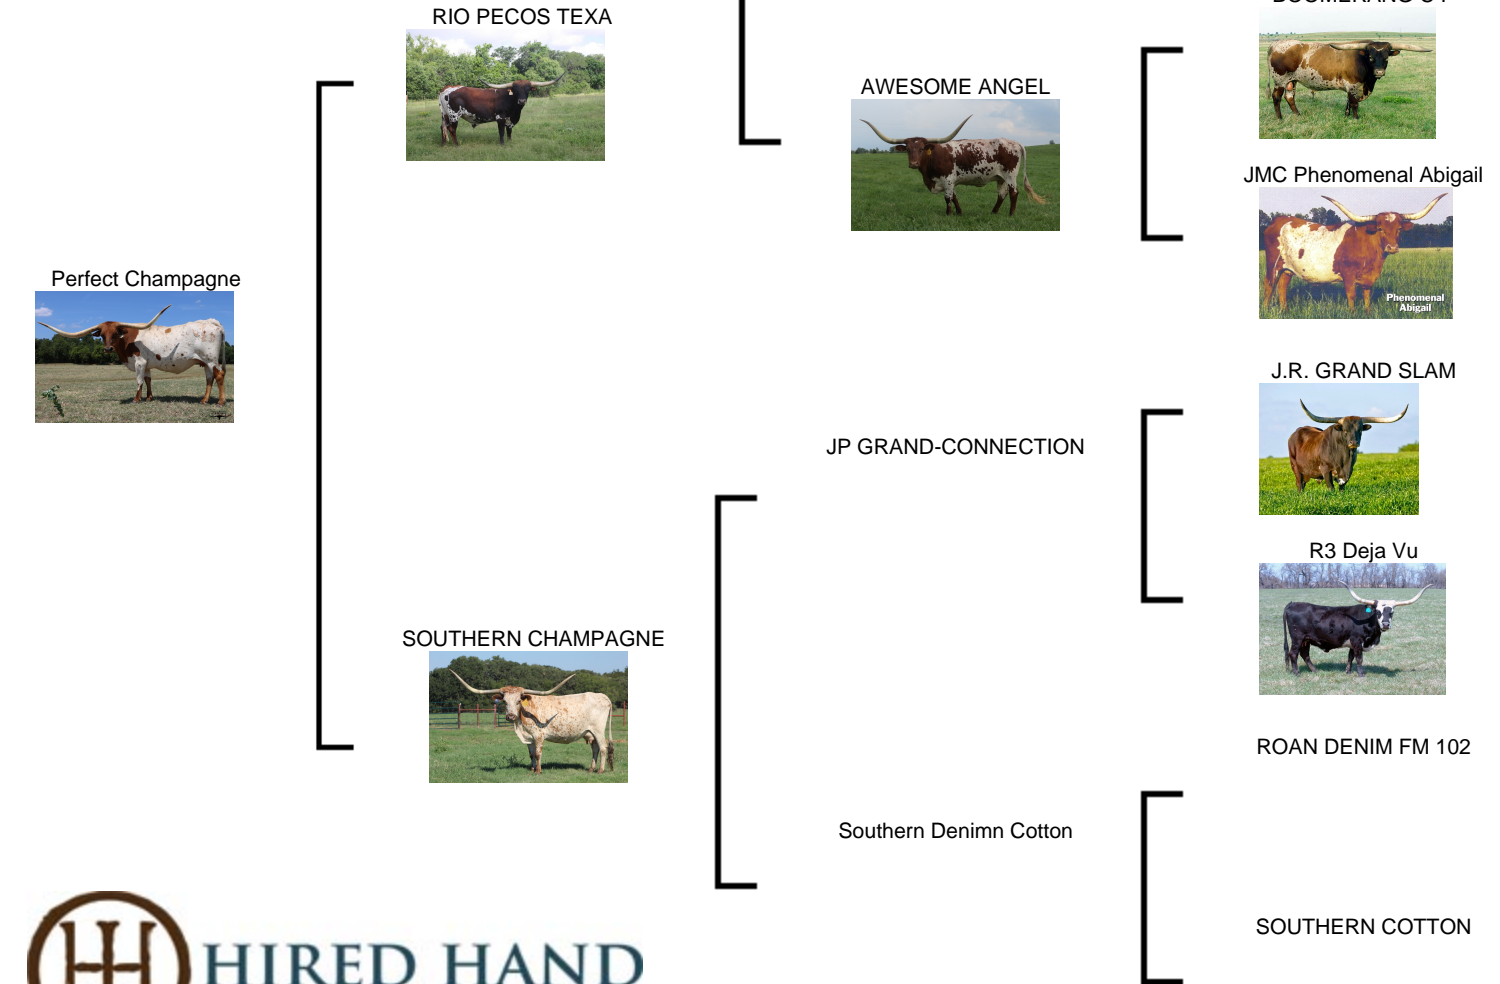 RIO PECOS TEXA
AWESOME ANGEL
JMC Phenomenal Abigail
Phenomenal
Abigail
Perfect Champagne
J.R. GRAND SLAM
JP GRAND-CONNECTION
R3 Deja Vu
SOUTHERN CHAMPAGNE
ROAN DENIM FM 102
Southern Denimn Cotton
SOUTHERN COTTON
HIRED HAND